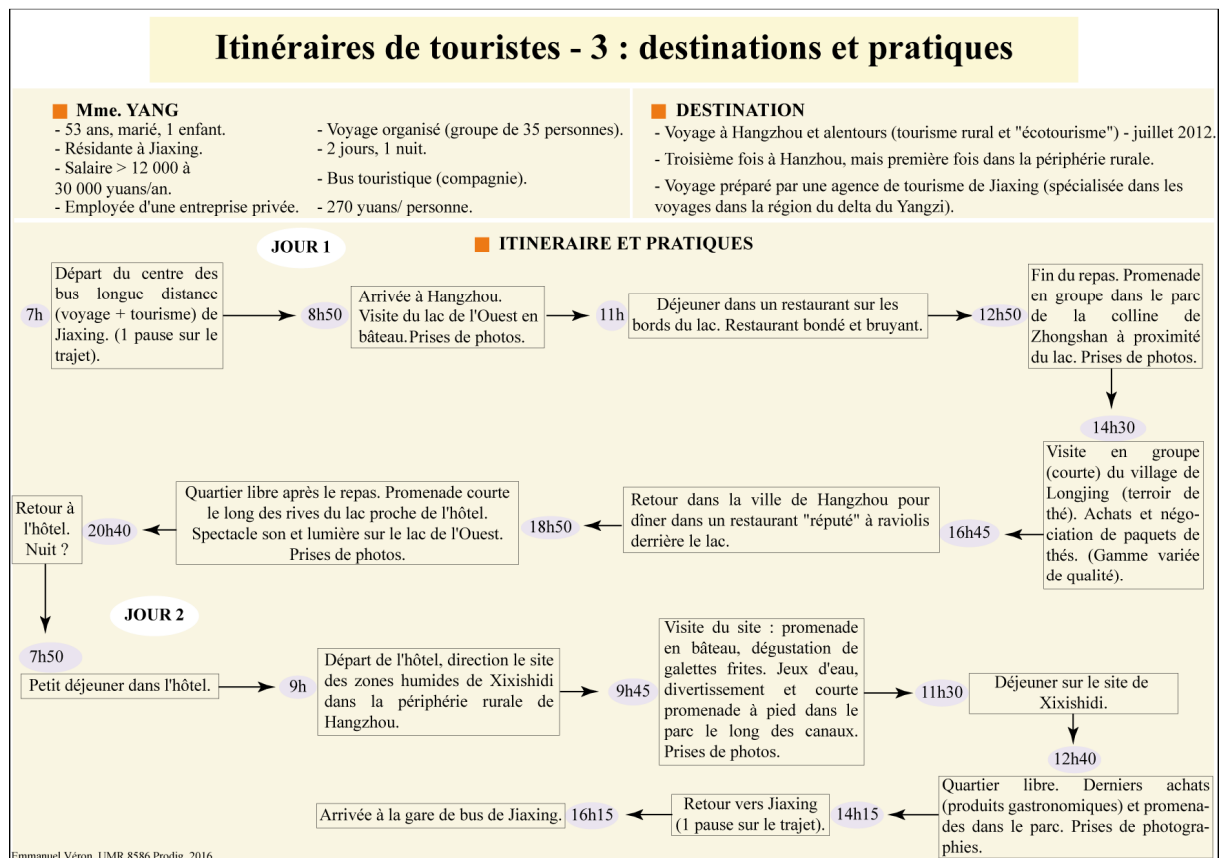 Itinéraires de touristes - 3 : destinations et pratiques
Mme. YANG
- 53 ans, marié, 1 enfant.
- Résidante à Jiaxing.
- Salaire > 12 000 à
30 000 yuans/an.
- Employée d'une entreprise privée.
- Voyage organisé (groupe de 35 personnes).
- 2 jours, 1 nuit.
- Bus touristique (compagnie).
- 270 yuans/ personne.
DESTINATION
- Voyage à Hangzhou et alentours (tourisme rural et "écotourisme") - juillet 2012.
- Troisième fois à Hanzhou, mais première fois dans la périphérie rurale.
- Voyage préparé par une agence de tourisme de Jiaxing (spécialisée dans les
voyages dans la région du delta du Yangzi).
JOUR 1
ITINERAIRE ET PRATIQUES
7h
Départ du centre des
bus longue distance
(voyage + tourisme) de
Jiaxing. (1 pause sur le
trajet).
8h50
Arrivée à Hangzhou.
Visite du lac de l'Ouest en
bâteau.Prises de photos.
11h
Déjeuner dans un restaurant sur les
bords du lac. Restaurant bondé et bruyant.
12h50
Fin du repas. Promenade
en groupe dans le parc
de la colline de
Zhongshan à proximité
du lac. Prises de photos.
14h30
Visite en groupe
(courte) du village de
Longjing (terroir de
thé). Achats et négo-
ciation de paquets de
thés. (Gamme variée
de qualité).
16h45
Retour dans la ville de Hangzhou pour
dîner dans un restaurant "réputé" à raviolis
derrière le lac.
18h50
Quartier libre après le repas. Promenade courte
le long des rives du lac proche de l'hôtel.
Spectacle son et lumière sur le lac de l'Ouest.
Prises de photos.
20h40
Retour à
l'hôtel.
Nuit ?
JOUR 2
7h50
Petit déjeuner dans l'hôtel.
9h
Départ de l'hôtel, direction le site
des zones humides de Xixishidi
dans la périphérie rurale de
Hangzhou.
9h45
Visite du site : promenade
en bâteau, dégustation de
galettes frites. Jeux d'eau,
divertissement et courte
promenade à pied dans le
parc le long des canaux.
Prises de photos.
11h30
Déjeuner sur le site de
Xixishidi.
12h40
Quartier libre. Derniers achats
(produits gastronomiques) et promena-
des dans le parc. Prises de photogra-
phies.
14h15
Retour vers Jiaxing
(1 pause sur le trajet).
16h15
Arrivée à la gare de bus de Jiaxing.
Emmanuel Véron, UMR 8586 Prodig, 2016